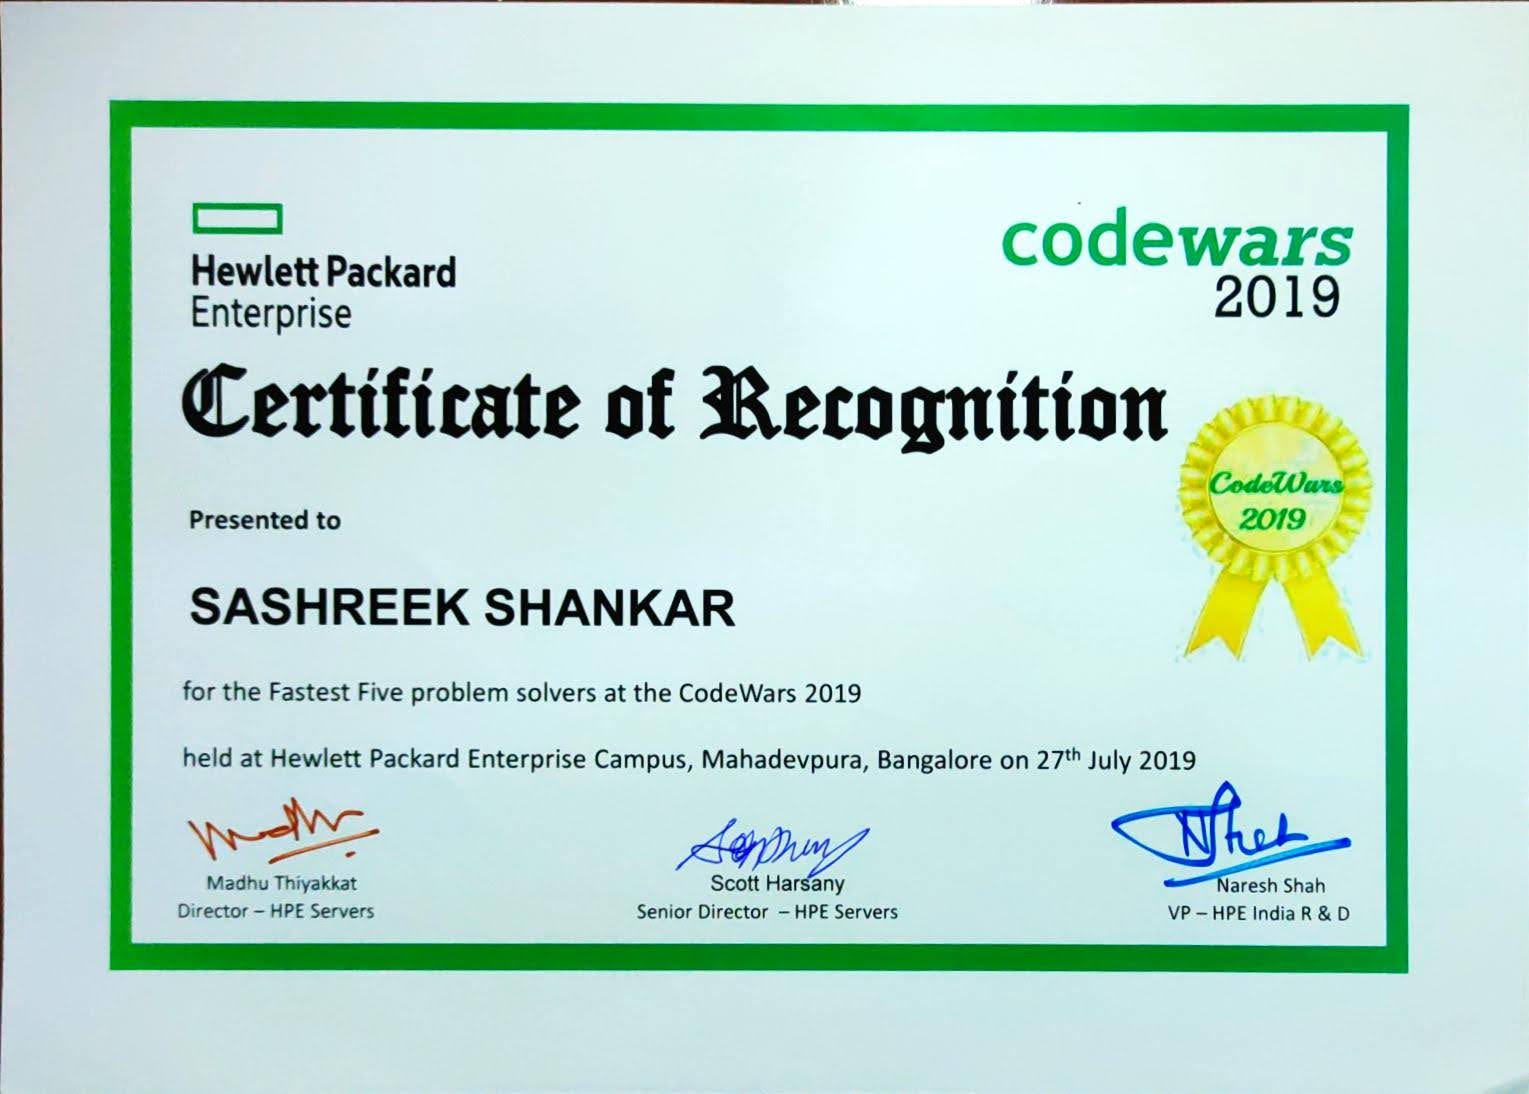 Hewlett Packard
Enterprise
codewars
2019
Certificate of Recognition
CodeWars
2019
Presented to
SASHREEK SHANKAR
for the Fastest Five problem solvers at the CodeWars 2019
held at Hewlett Packard Enterprise Campus, Mahadevpura, Bangalore on 27th July 2019
Madhu Thiyakkat
Director – HPE Servers
Scott Harsany
Senior Director – HPE Servers
Naresh Shah
VP – HPE India R & D